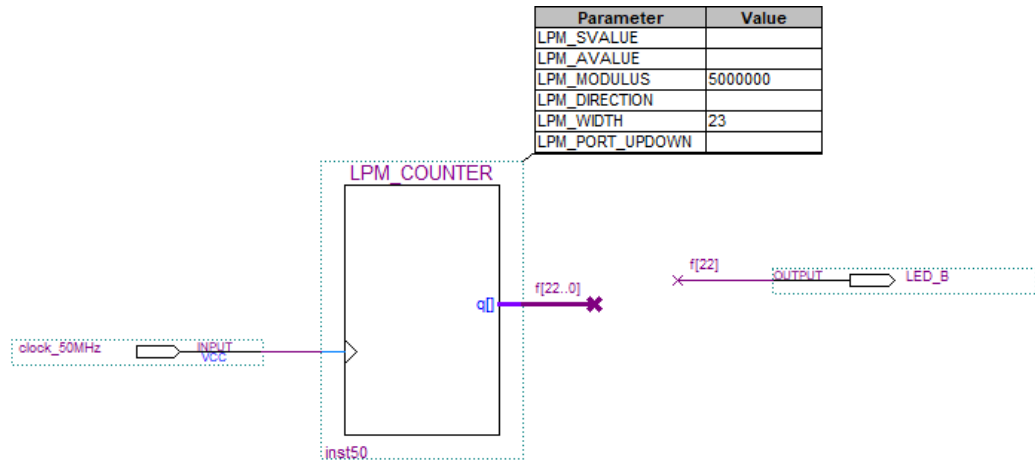 Parameter Value
LPM_SVALUE
LPM_AVALUE
LPM_MODULUS 5000000
LPM_DIRECTION
LPM_WIDTH 23
LPM_PORT_UPDOWN
LPM_COUNTER
f[22]
OUTPUT LED_B
f[22..0]
q[]
clock_50MHz INPUT
VCC
inst50